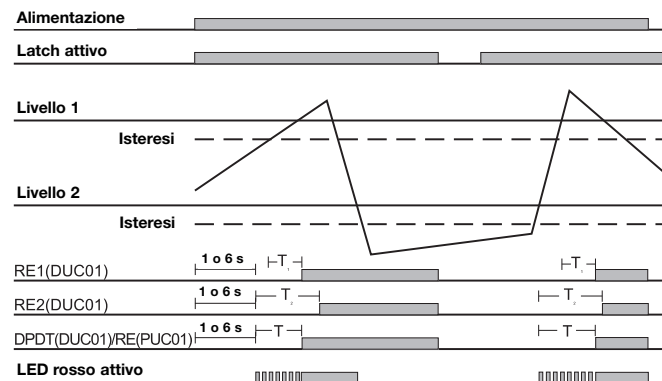 Alimentazione
Latch attivo
Livello 1
Isteresi
Livello 2
Isteresi
RE1(DUC01) 1 o 6 s T1 T1
RE2(DUC01) 1 o 6 s T2 T2
DPDT(DUC01)/RE(PUC01) 1 o 6 s T T
LED rosso attivo